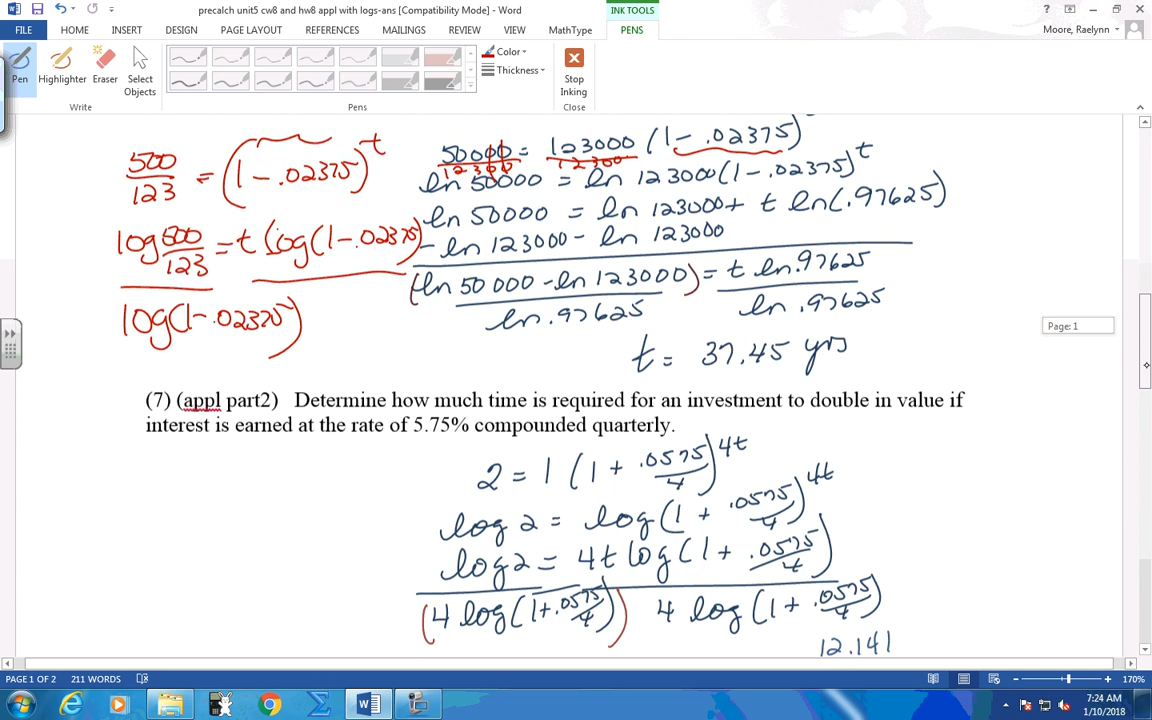 precalch unit5 cw8 and hw8 appl with logs-ans [Compatibility Mode] - Word
INK TOOLS
FILE HOME INSERT DESIGN PAGE LAYOUT REFERENCES MAILINGS REVIEW VIEW MathType PENS
Moore, Raelynn
Pen Highlighter Eraser Select Objects
Color
Thickness
Stop Inking
Write Pens Close
50000 = 123000 (1 - .02375)
12300 12300
500/123 = (1 - .02375)^t
ln 50000 = ln 123000(1 - .02375)^t
ln 50000 = ln 123000 + t ln(.97625)
log 500/123 = t log(1 - .02375)
- ln 123000 - ln 123000
log(1 - .02375)
(ln 50000 - ln 123000) = t ln .97625
ln .97625 ln .97625
t = 37.45 yrs
Page: 1
(7) (appl part2) Determine how much time is required for an investment to double in value if
interest is earned at the rate of 5.75% compounded quarterly.
2 = 1 (1 + .0575/4)^4t
log 2 = log (1 + .0575/4)^4t
log 2 = 4t log (1 + .0575/4)
(4 log (1 + .0575/4)) 4 log (1 + .0575/4)
12.141
PAGE 1 OF 2 211 WORDS 170%
7:24 AM
1/10/2018